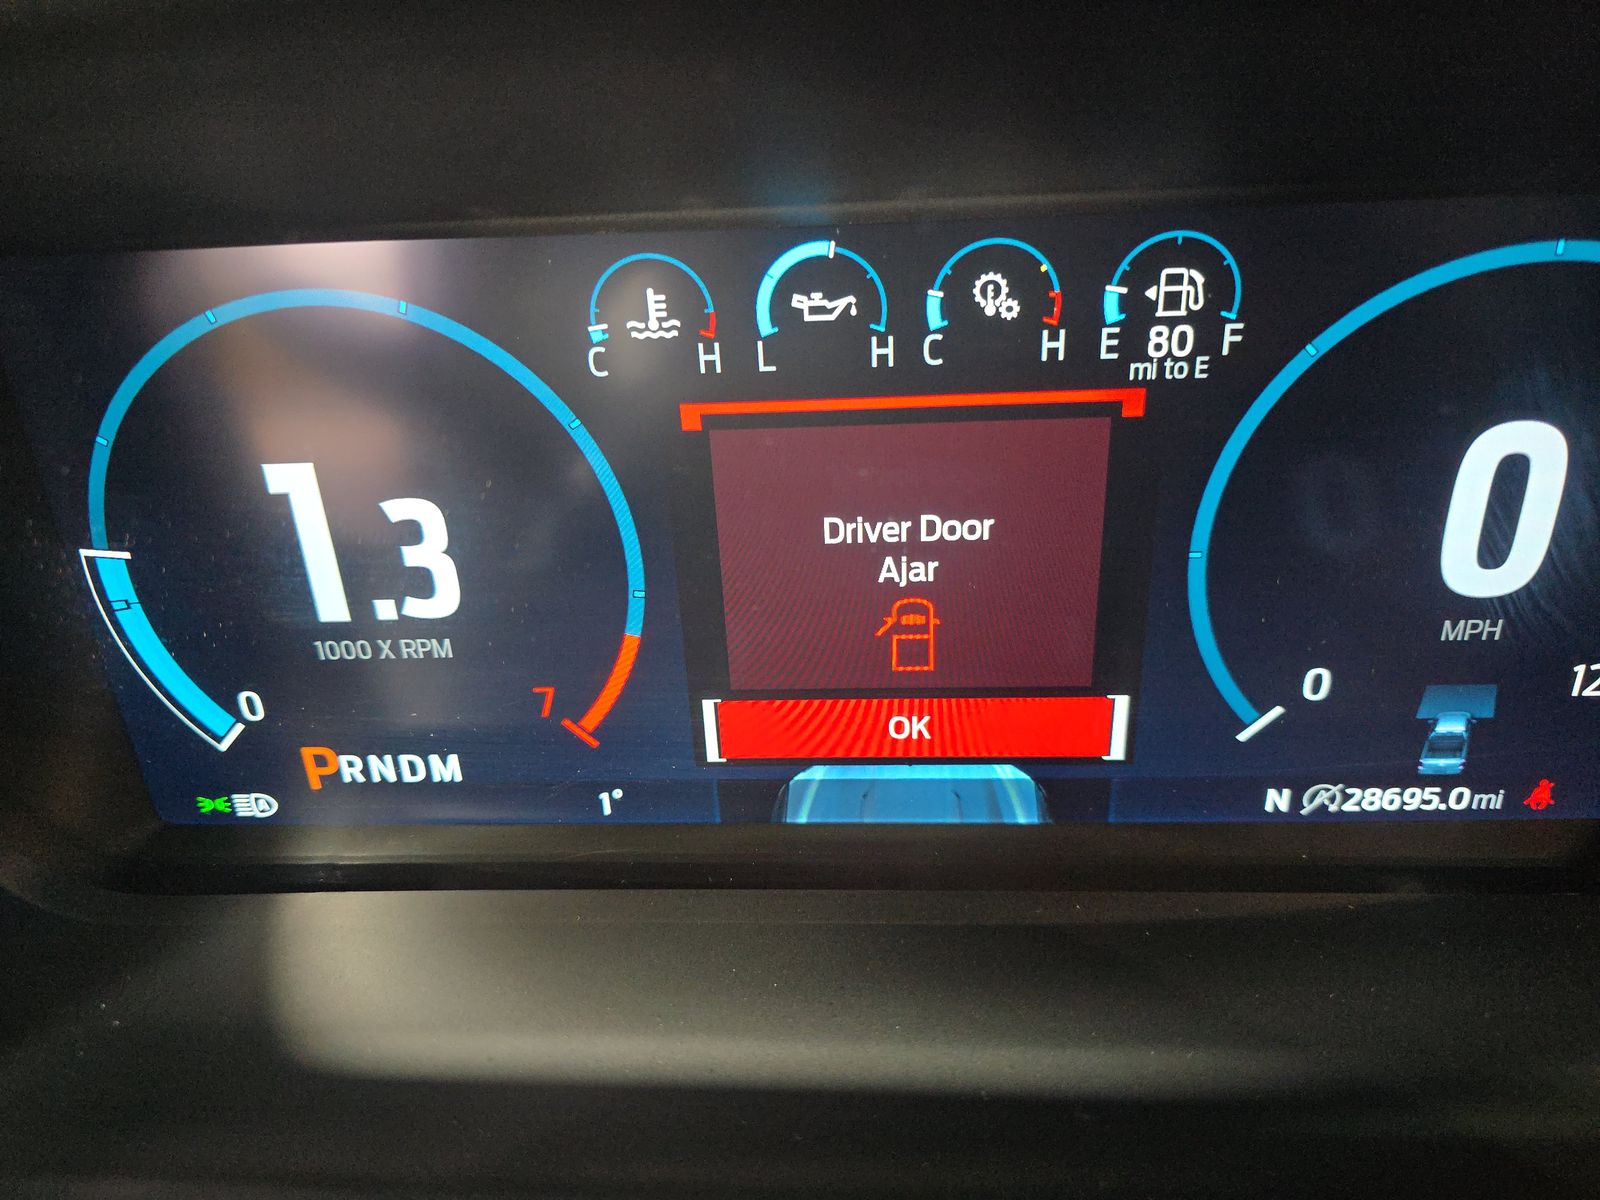 C H
L H
C H
E 80 F
mi to E
1.3
1000 X RPM
0
7
PRNDM
Driver Door
Ajar
OK
0
MPH
0
12
A
1°
N
A
28695.0mi